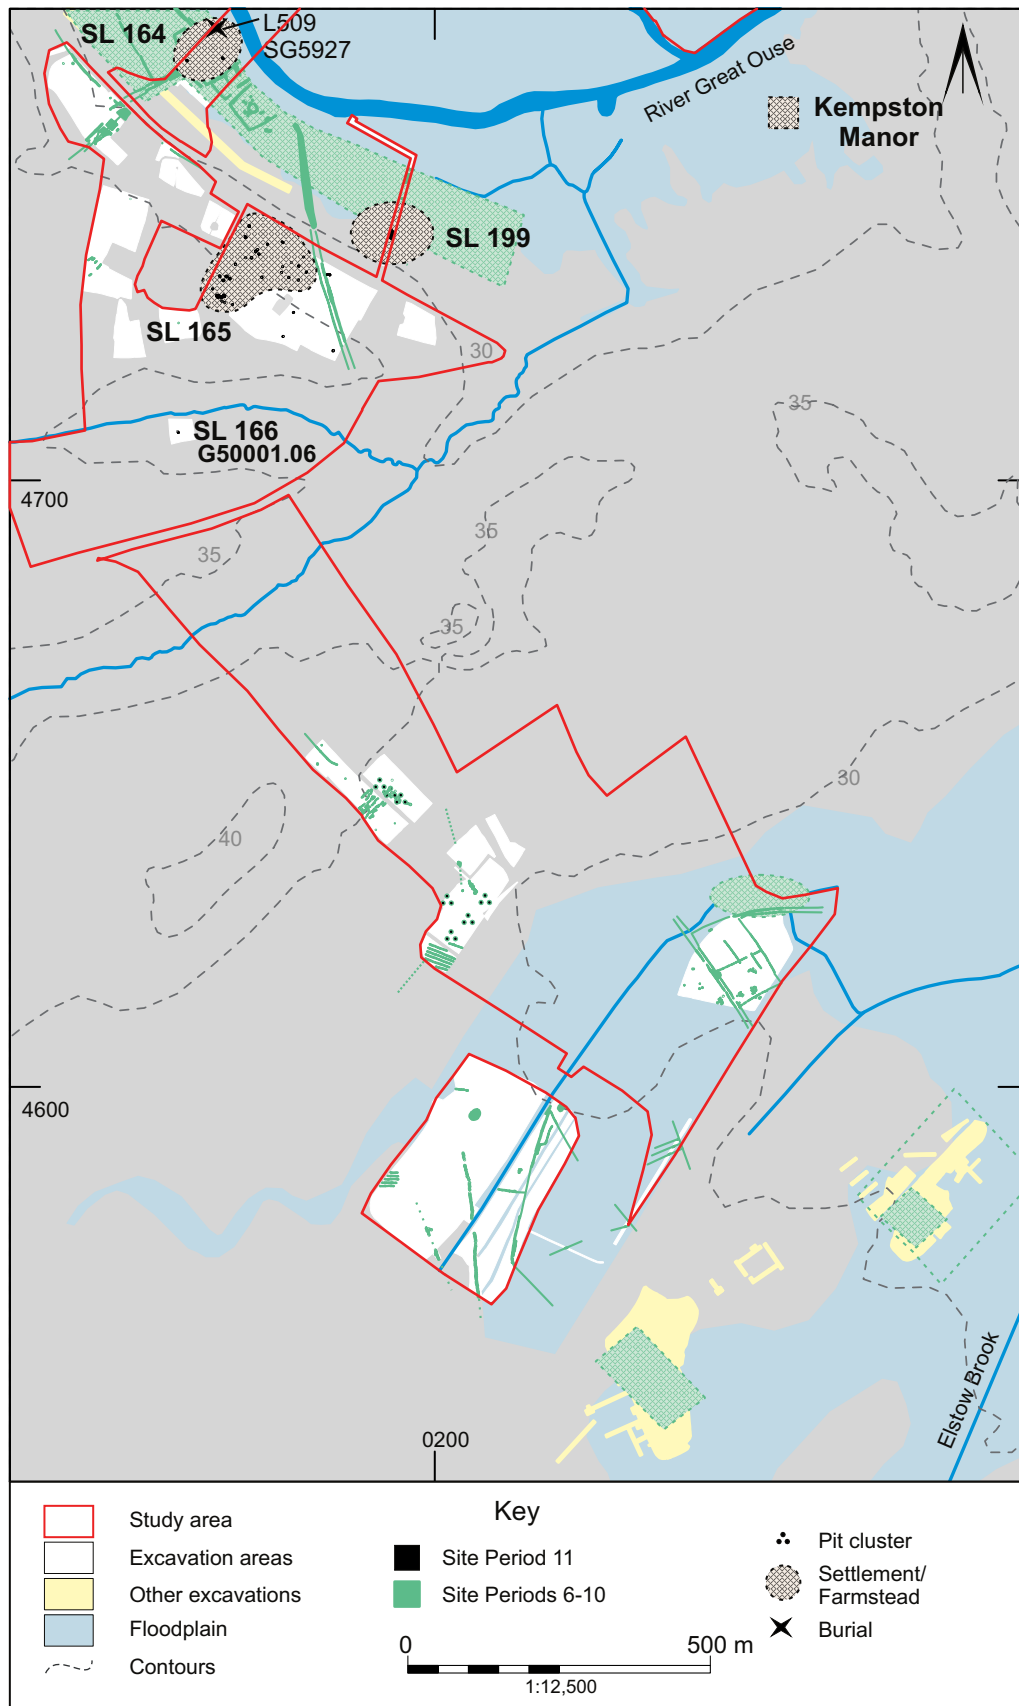 SL 164
L509
SG5927
River Great Ouse
Kempston
Manor
SL 199
SL 165
30
35
SL 166
G50001.06
4700
35
35
35
30
40
4600
0200
Elstow Brook
Key
Study area
Excavation areas
Other excavations
Floodplain
Contours
Site Period 11
Site Periods 6-10
0 500 m
1:12,500
Pit cluster
Settlement/
Farmstead
Burial